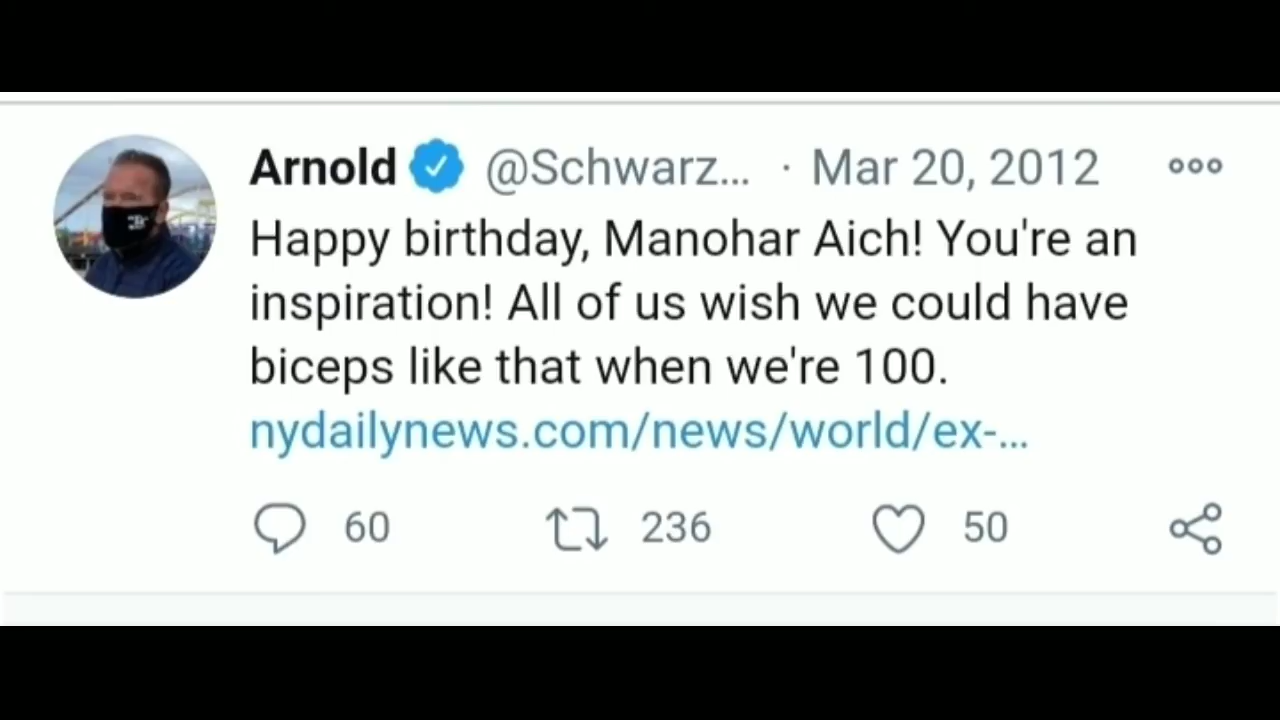 Arnold @Schwarz... · Mar 20, 2012
Happy birthday, Manohar Aich! You're an
inspiration! All of us wish we could have
biceps like that when we're 100.
nydailynews.com/news/world/ex-...
60 236 50